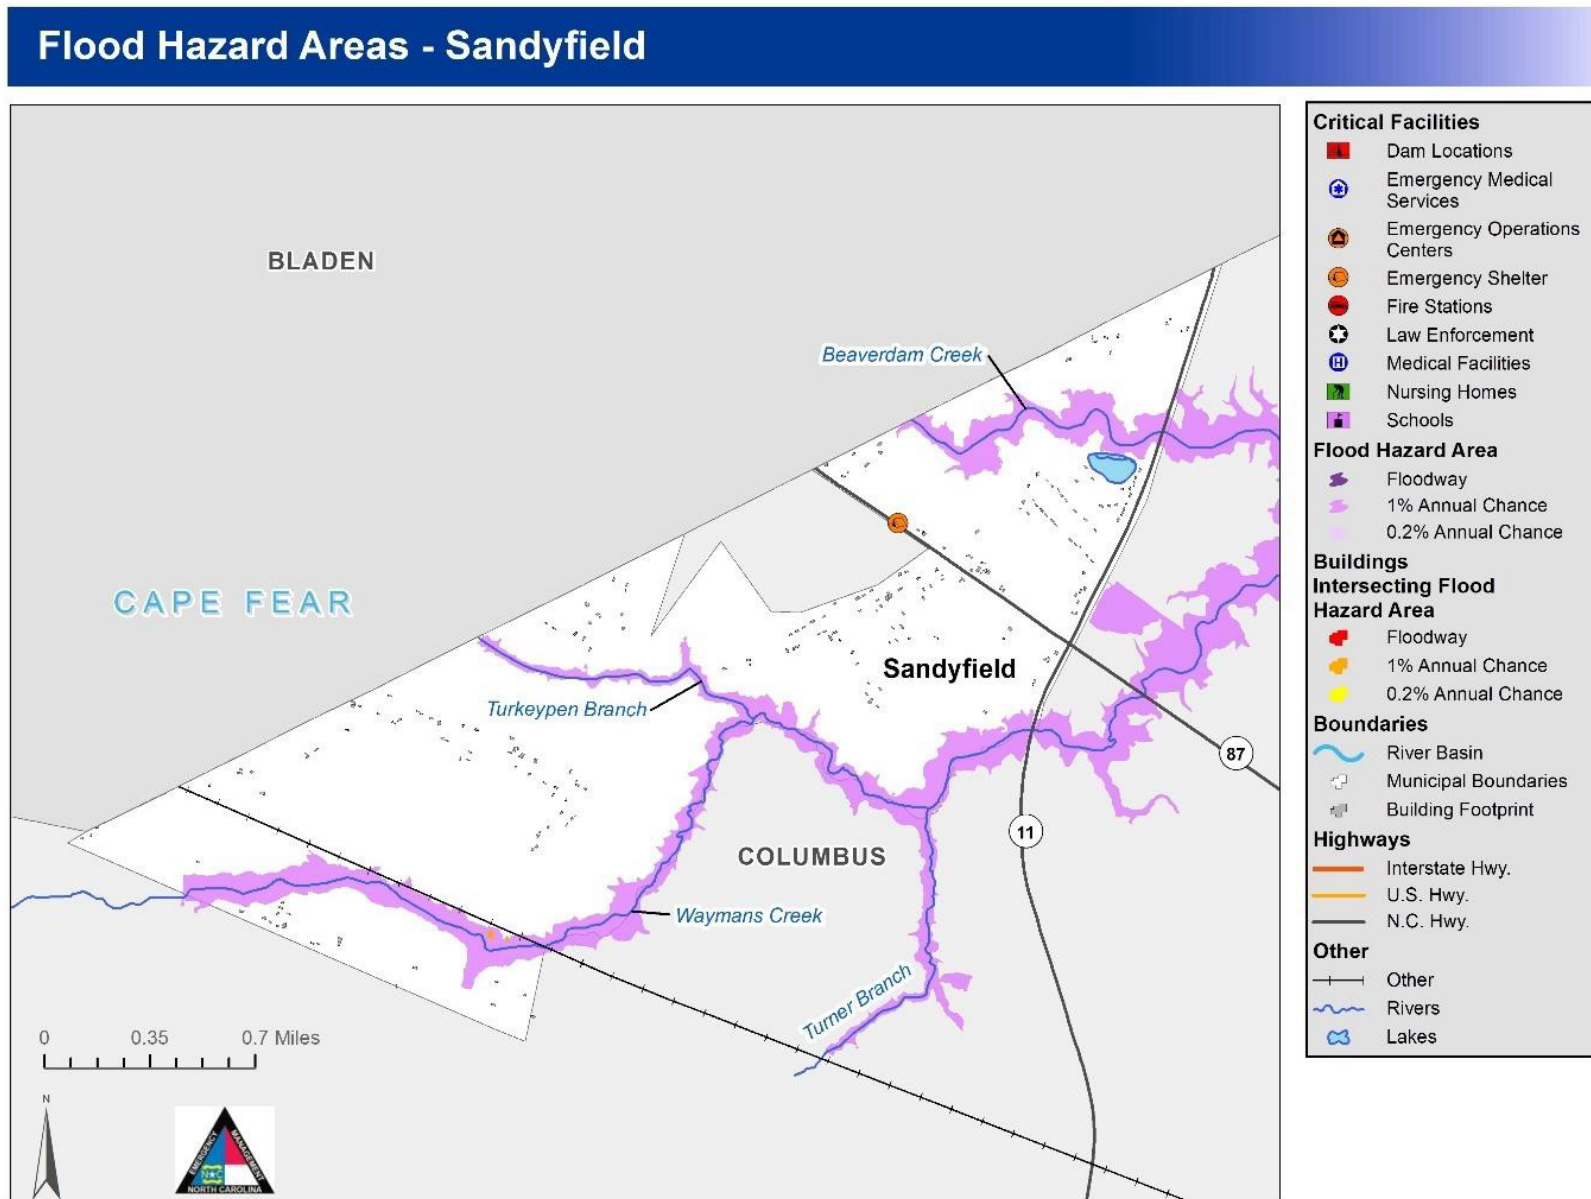 Flood Hazard Areas - Sandyfield
BLADEN
Beaverdam Creek
CAPE FEAR
Sandyfield
Turkeypen Branch
87
11
COLUMBUS
Waymans Creek
Turner Branch
0 0.35 0.7 Miles
N
EMERGENCY
MANAGEMENT
N★C
NORTH CAROLINA
Critical Facilities
Dam Locations
Emergency Medical
Services
Emergency Operations
Centers
Emergency Shelter
Fire Stations
Law Enforcement
H
Medical Facilities
Nursing Homes
Schools
Flood Hazard Area
Floodway
1% Annual Chance
0.2% Annual Chance
Buildings
Intersecting Flood
Hazard Area
Floodway
1% Annual Chance
0.2% Annual Chance
Boundaries
River Basin
Municipal Boundaries
Building Footprint
Highways
Interstate Hwy.
U.S. Hwy.
N.C. Hwy.
Other
Other
Rivers
Lakes